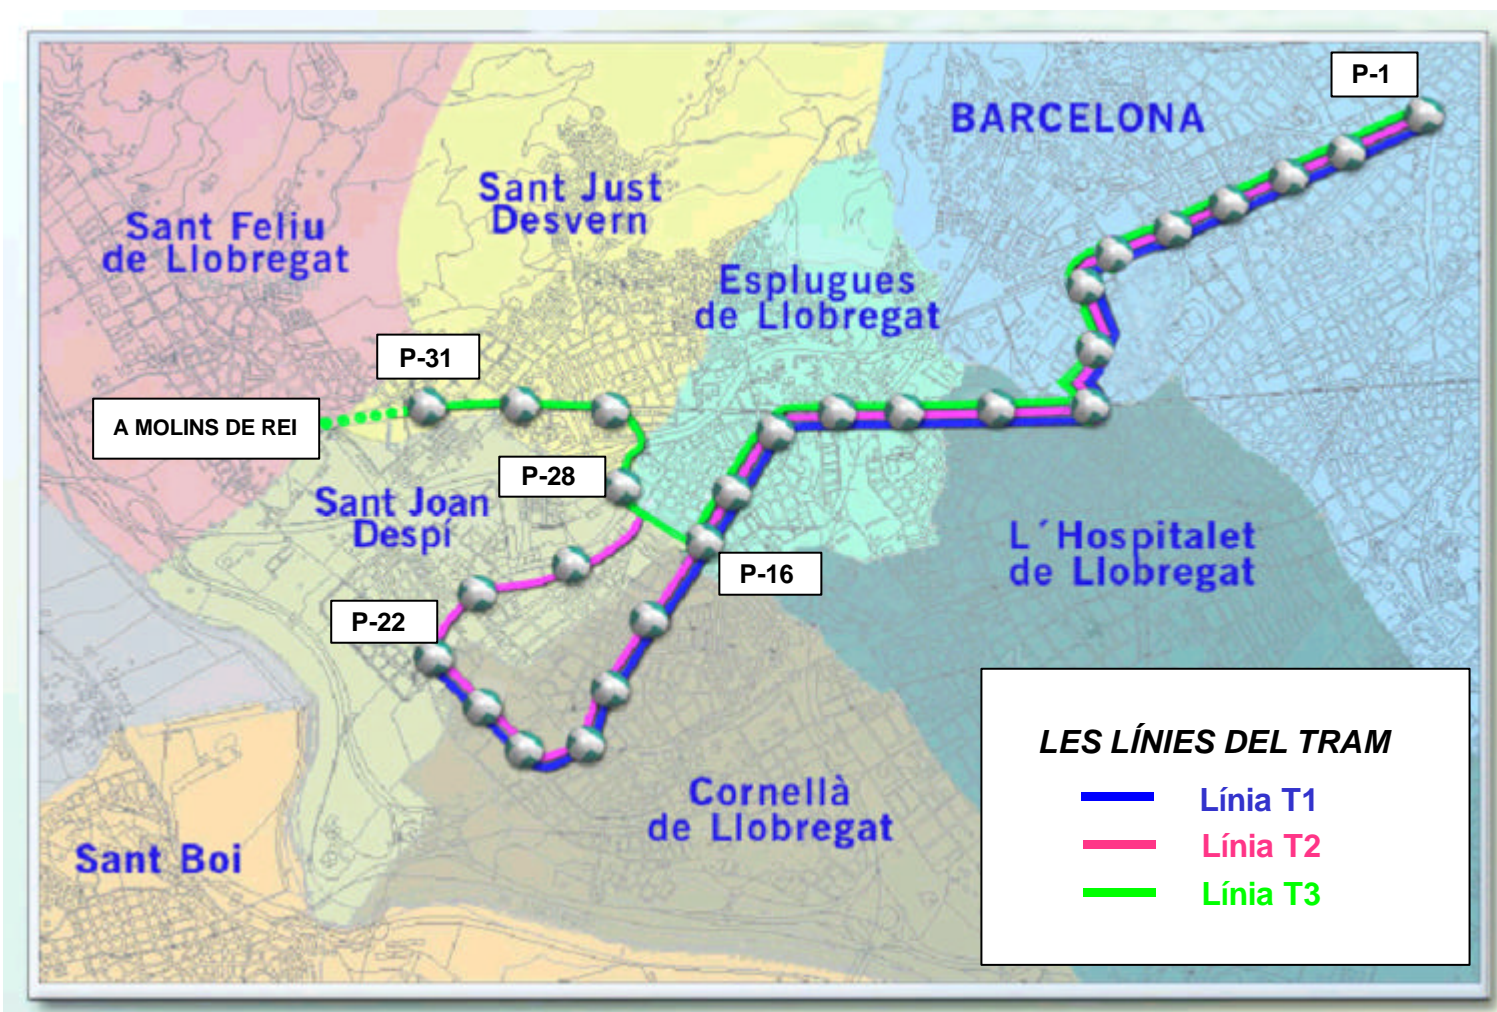 P-1
BARCELONA
Sant Just
Desvern
Sant Feliu
de Llobregat
Esplugues
de Llobregat
P-31
A MOLINS DE REI
P-28
Sant Joan
Despí
L´Hospitalet
de Llobregat
P-16
P-22
LES LÍNIES DEL TRAM
Línia T1
Línia T2
Línia T3
Cornellà
de Llobregat
Sant Boi